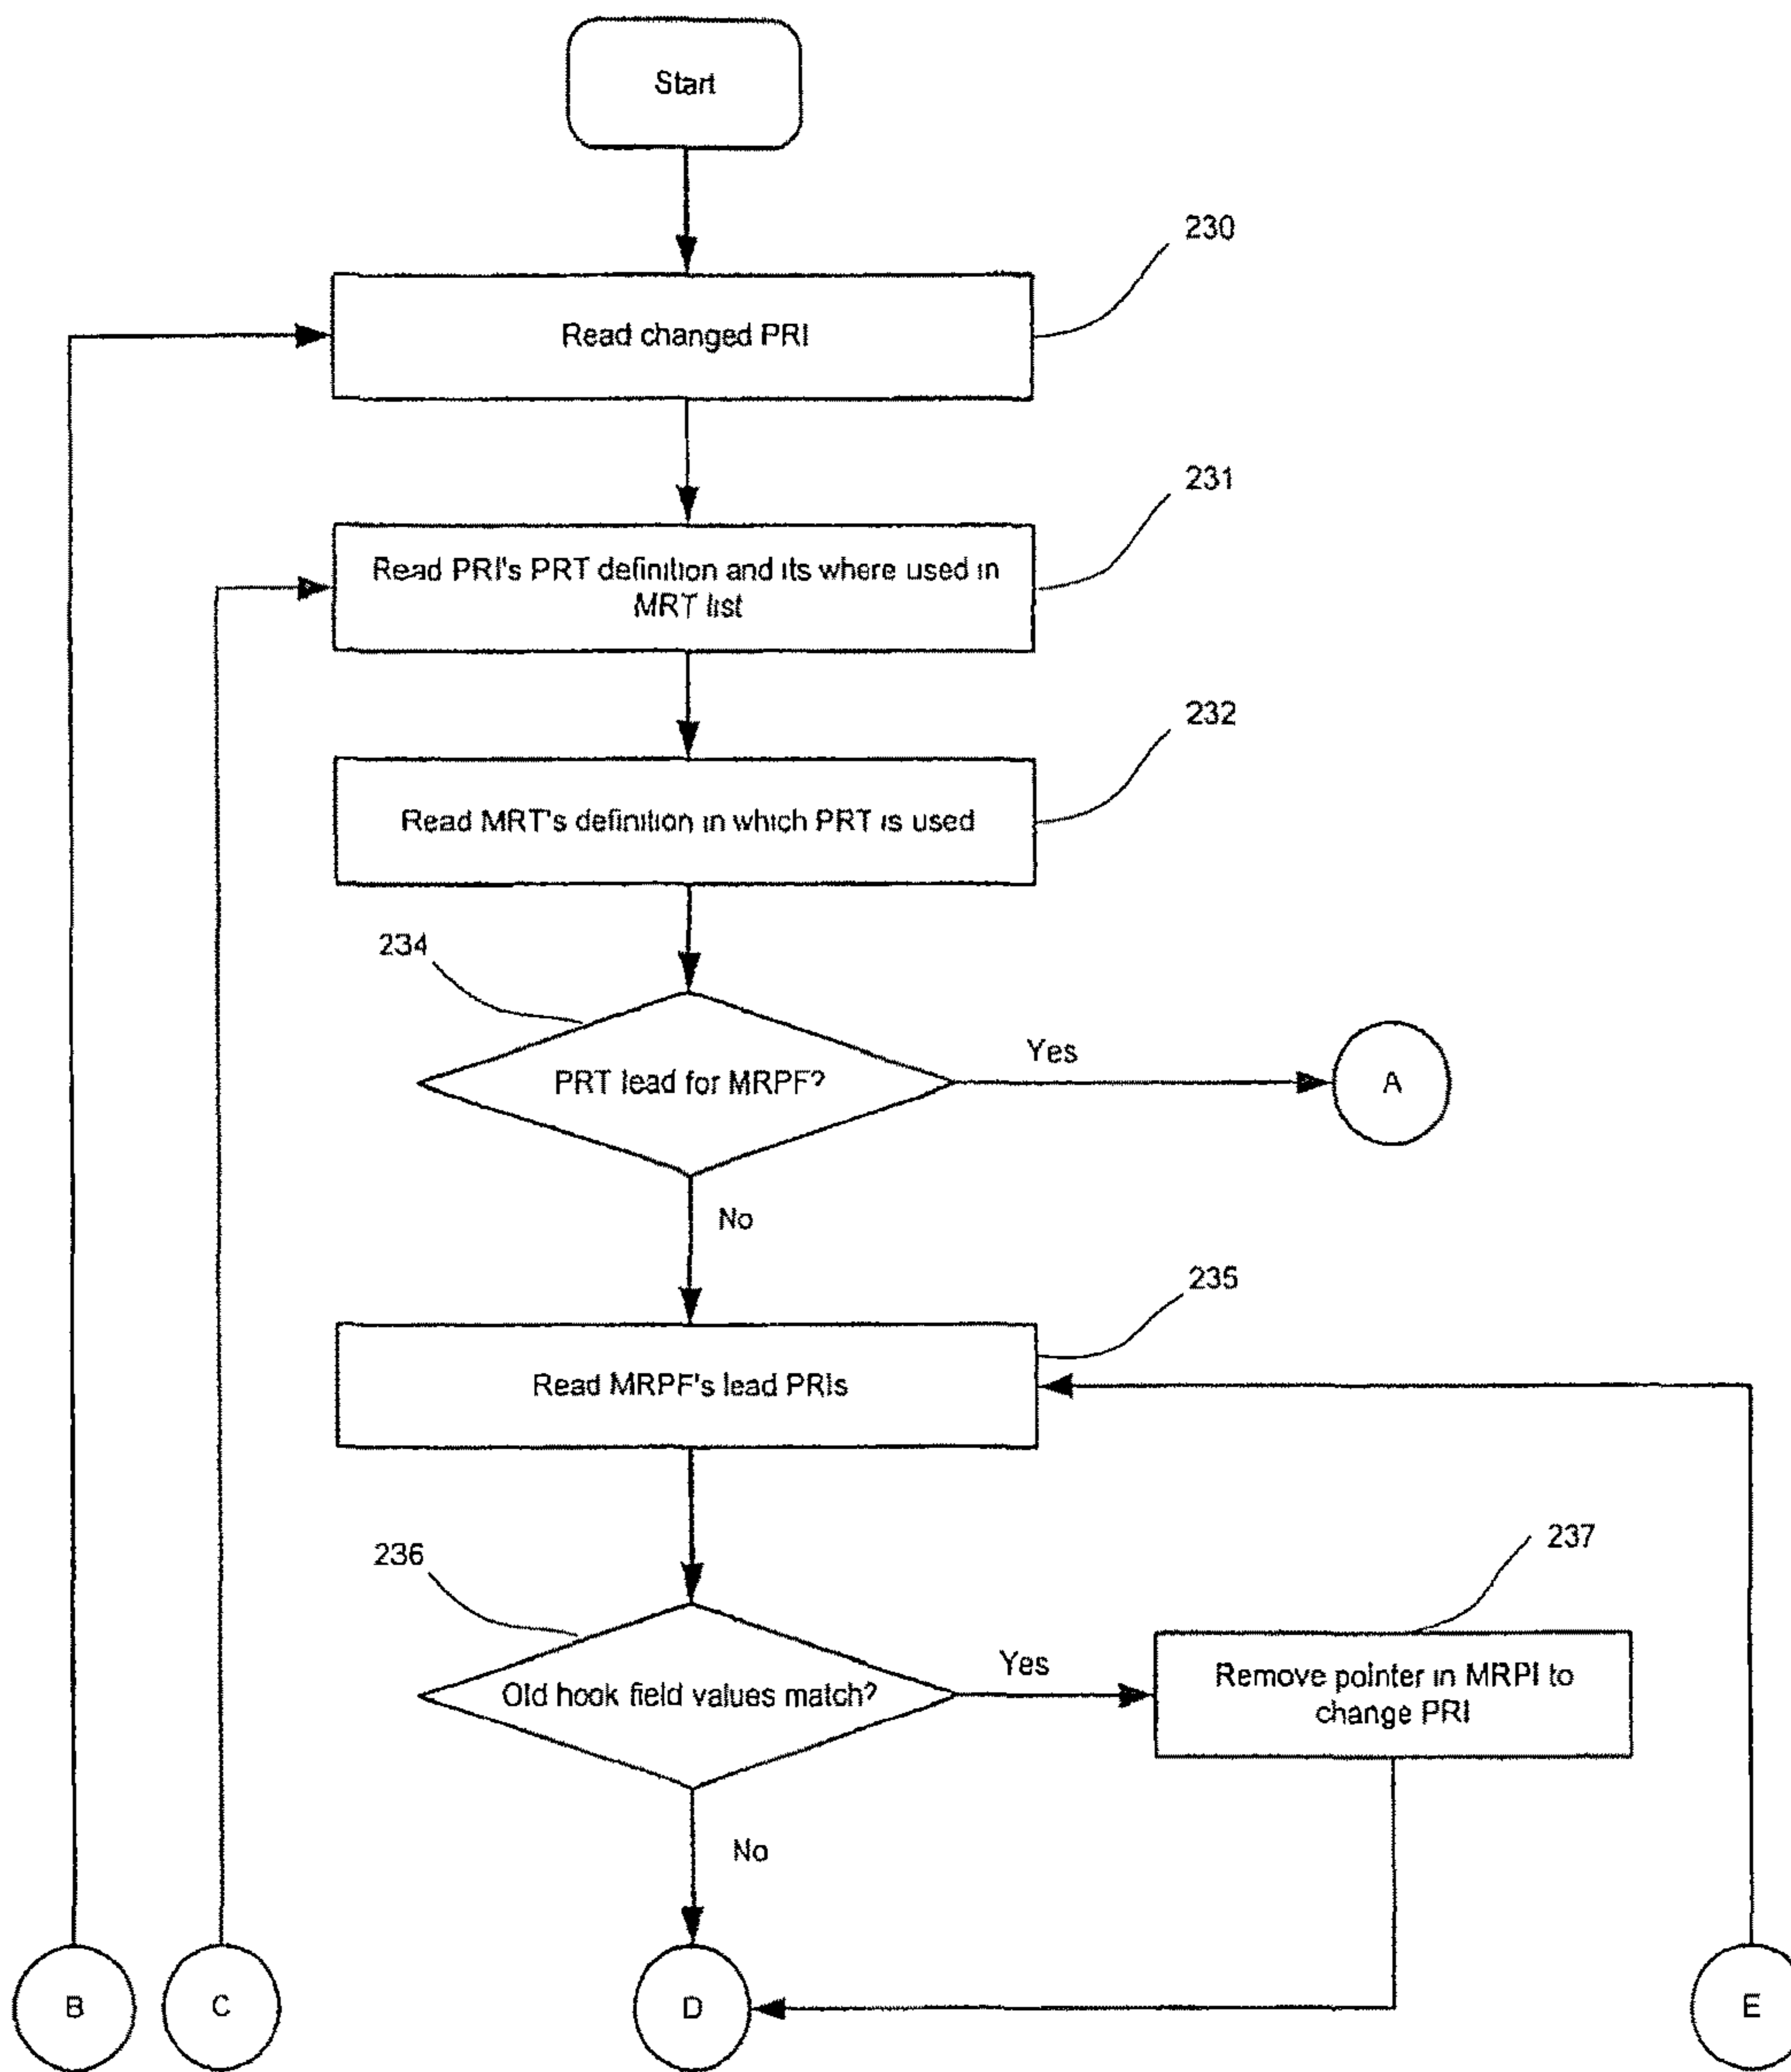 Start
230
Read changed PRI
231
Read PRI's PRT definition and its where used in
MRT list
232
Read MRT's definition in which PRT is used
234
PRT lead for MRPF?
Yes
A
No
235
Read MRPF's lead PRIs
236
Old hook field values match?
Yes
237
Remove pointer in MRPI to
change PRI
No
B
C
D
E